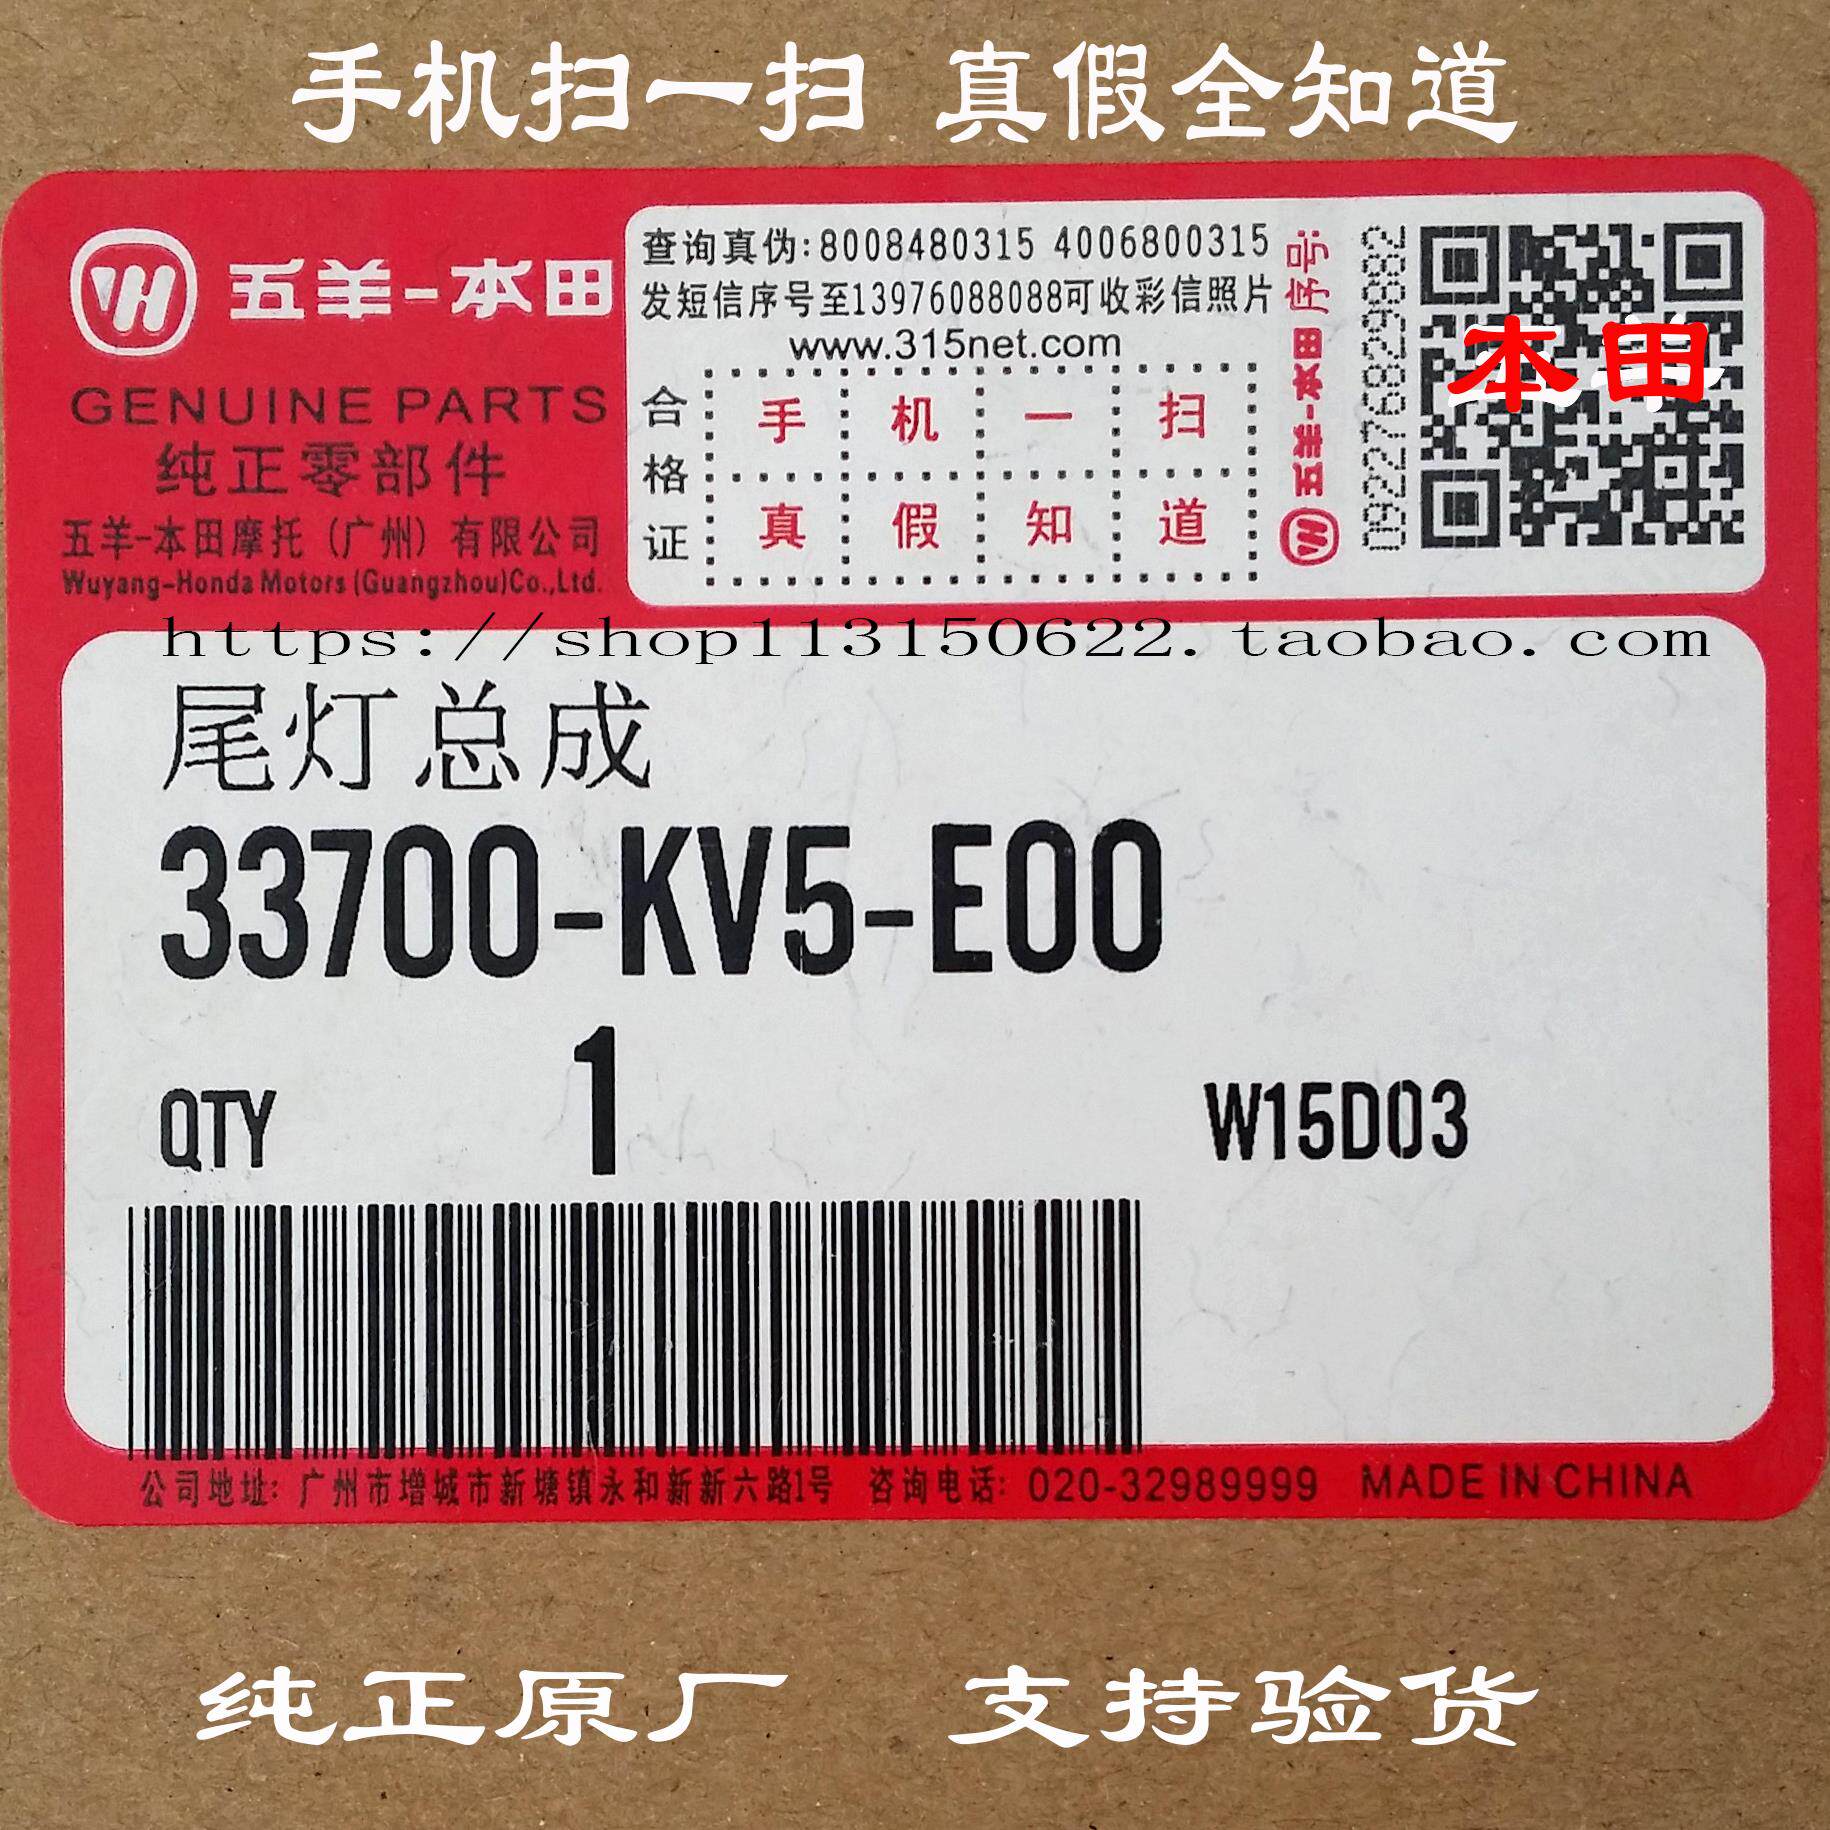 手机扫一扫 真假全知道
五羊-本田
GENUINE PARTS
纯正零部件
五羊-本田摩托（广州）有限公司
Wuyang-Honda Motors (Guangzhou)Co.,Ltd.
查询真伪:8008480315 4006800315
发短信序号至13976088088可收彩信照片
www.315net.com
合格证
手机一扫
真假知道
五羊-本田 序号:
0922768829882
本田
https://shop113150622.taobao.com
尾灯总成
33700-KV5-E00
QTY 1 W15D03
公司地址: 广州市增城市新塘镇永和新新六路1号 咨询电话: 020-32989999 MADE IN CHINA
纯正原厂 支持验货